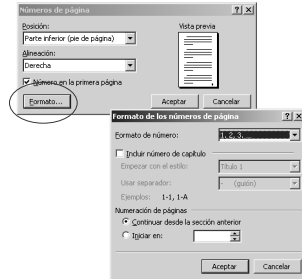 Números de página
Posición:
Vista previa
Parte inferior (pie de página)
Alineación:
Derecha
Número en la primera página
Formato...
Aceptar
Cancelar
Formato de los números de página
Formato de número:
1, 2, 3, ...
Incluir número de capítulo
Empezar con el estilo:
Título 1
Usar separador:
- (guión)
Ejemplos: 1-1, 1-A
Numeración de páginas
Continuar desde la sección anterior
Iniciar en:
Aceptar
Cancelar